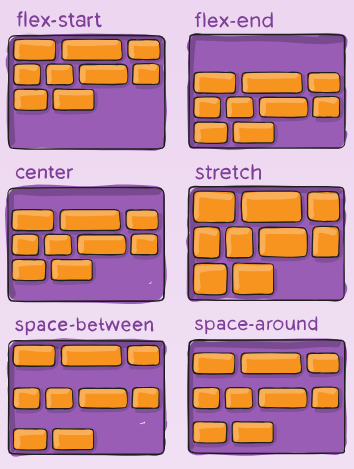 flex-start
flex-end
center
stretch
space-between
space-around